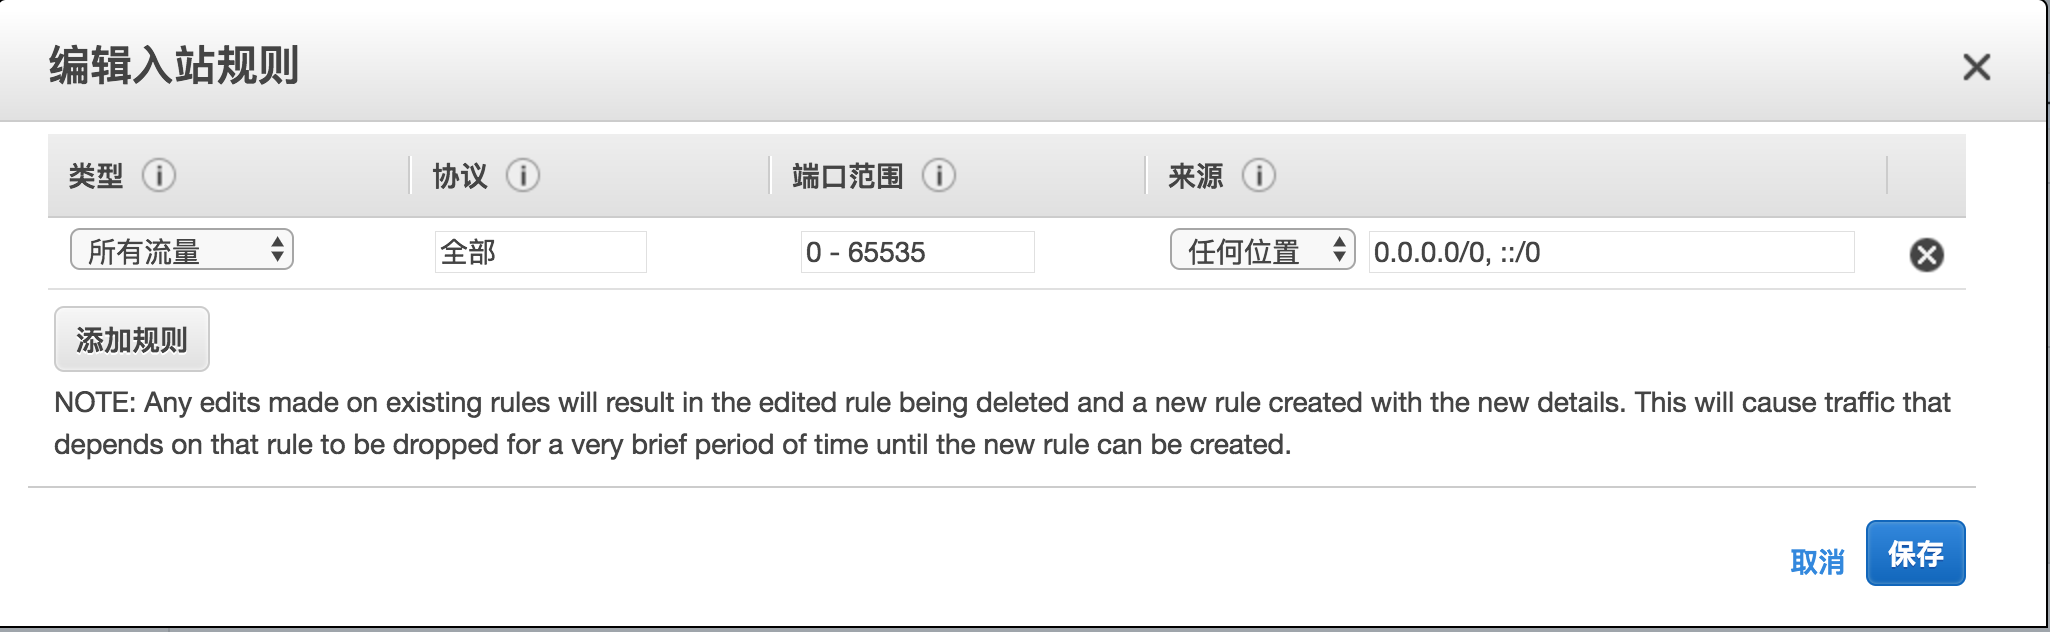 编辑入站规则
类型 协议 端口范围 来源
所有流量 全部 0 - 65535 任何位置 0.0.0.0/0, ::/0
添加规则
NOTE: Any edits made on existing rules will result in the edited rule being deleted and a new rule created with the new details. This will cause traffic that
depends on that rule to be dropped for a very brief period of time until the new rule can be created.
取消 保存